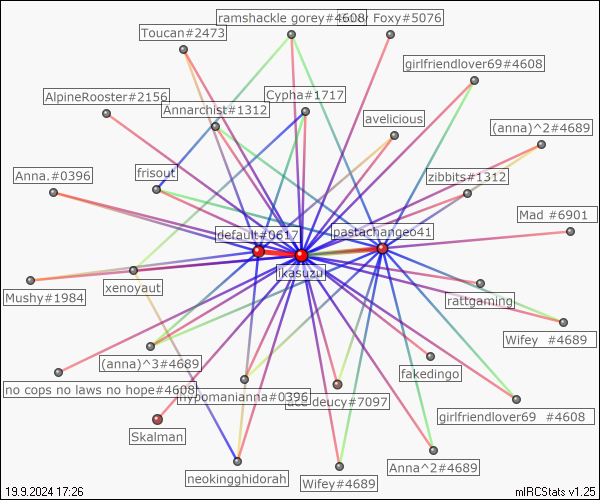 ramshackle gorey#4608 Foxy#5076
Toucan#2473
girlfriendlover69#4608
AlpineRooster#2156
Cypha#1717
Annarchist#1312
avelicious
(anna)^2#4689
Anna.#0396
frisout
zibbits#1312
Mad #6901
default#0617
pastachangeo41
jkasuzu
Mushy#1984
xenoyaut
rattgaming
Wifey #4689
(anna)^3#4689
fakedingo
no cops no laws no hope#4608
hypomanianna#0396
deucy#7097
girlfriendlover69 #4608
Skalman
neokingghidorah
Wifey#4689
Anna^2#4689
19.9.2024 17:26
mIRCStats v1.25